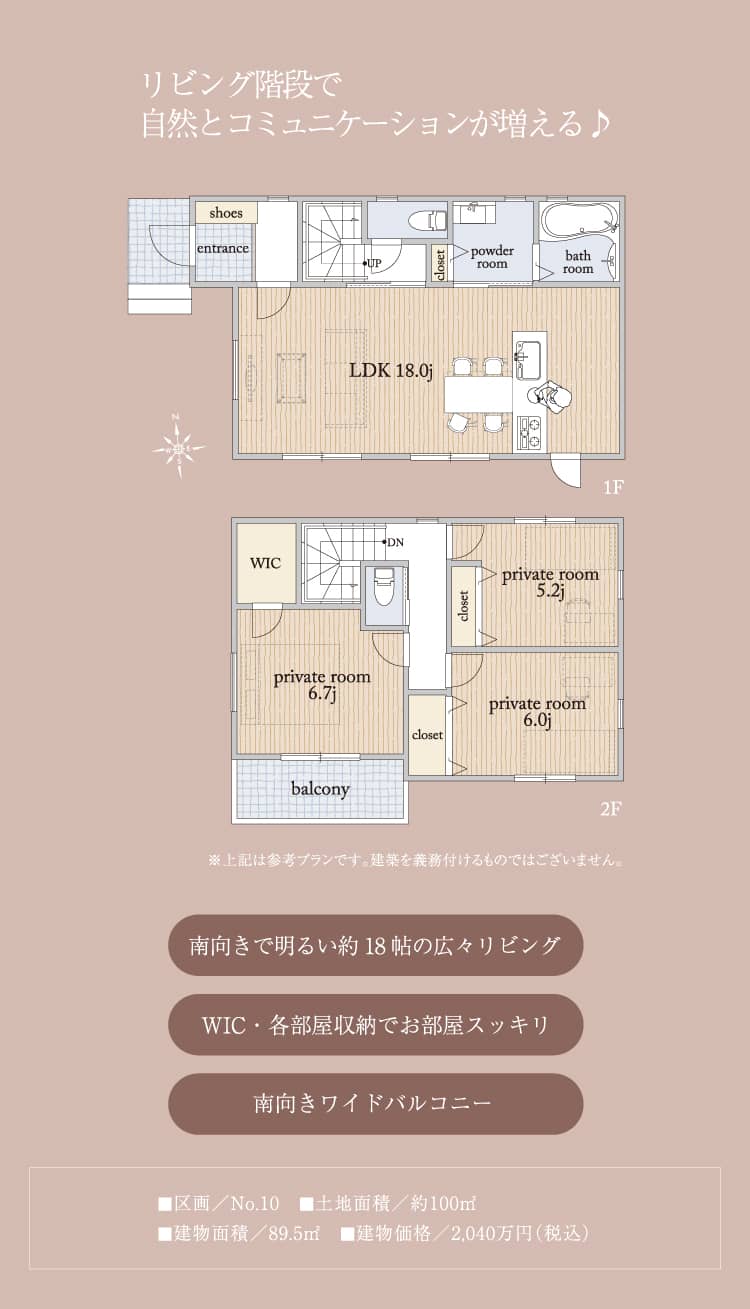 リビング階段で
自然とコミュニケーションが増える♪
shoes
entrance
UP
closet
powder
room
bath
room
LDK 18.0j
N
W E
S
1F
WIC
DN
closet
private room
5.2j
private room
6.7j
private room
6.0j
closet
balcony
2F
※上記は参考プランです。建築を義務付けるものではございません。
南向きで明るい約18帖の広々リビング
WIC・各部屋収納でお部屋スッキリ
南向きワイドバルコニー
■区画／No.10 ■土地面積／約100㎡
■建物面積／89.5㎡ ■建物価格／2,040万円（税込）